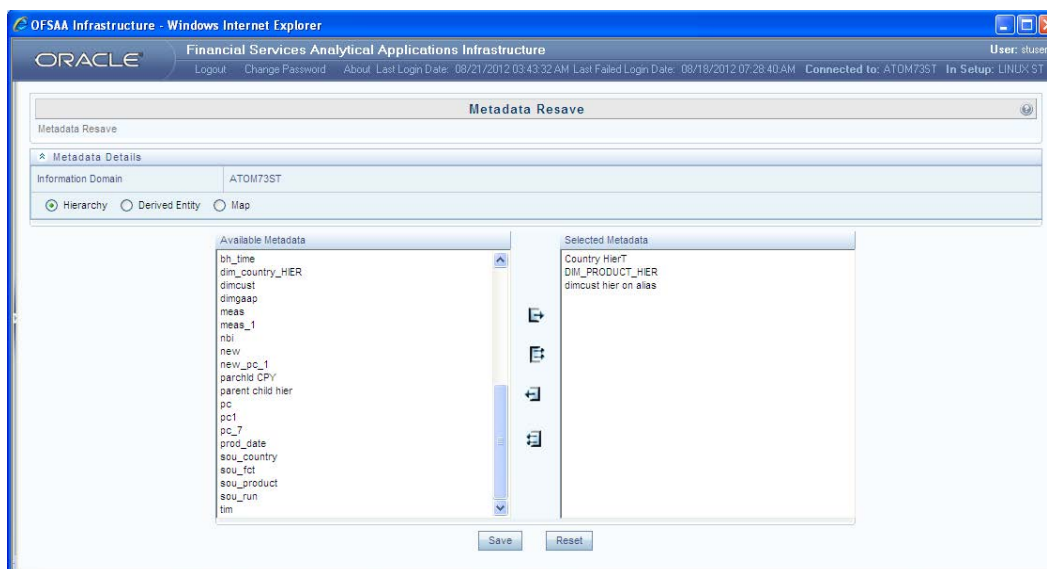 OFSAA Infrastructure - Windows Internet Explorer
ORACLE
Financial Services Analytical Applications Infrastructure
User: stuser
Logout Change Password About Last Login Date: 08/21/2012 03:43:32 AM Last Failed Login Date: 08/18/2012 07:28:40 AM Connected to: ATOM73ST In Setup: LINUX ST
Metadata Resave
Metadata Resave
Metadata Details
Information Domain ATOM73ST
Hierarchy Derived Entity Map
Available Metadata
bh_time
dim_country_HIER
dimcust
dimgaap
meas
meas_1
nbi
new
new_pc_1
parchld CPY
parent child hier
pc
pc1
pc_7
prod_date
sou_country
sou_fct
sou_product
sou_run
tim
Selected Metadata
Country HierT
DIM_PRODUCT_HIER
dimcust hier on alias
Save Reset